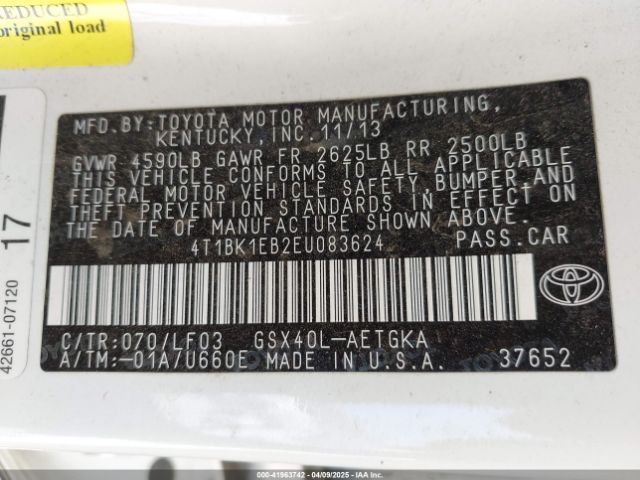 REDUCED
original load
17
42661-07120
MFD.BY:TOYOTA MOTOR MANUFACTURING,
KENTUCKY,INC.11/13
GVWR 4590LB GAWR FR 2625LB RR 2500LB
THIS VEHICLE CONFORMS TO ALL APPLICABLE
FEDERAL MOTOR VEHICLE SAFETY,BUMPER,AND
THEFT PREVENTION STANDARDS IN EFFECT ON
THE DATE OF MANUFACTURE SHOWN ABOVE.
4T1BK1EB2EU083624 PASS.CAR
C/TR:070/LF03 GSX40L-AETGKA
A/TM:-01A/U660E MADE IN U.S.A. 37652
000-41963742 - 04/09/2025 - IAAI.COM